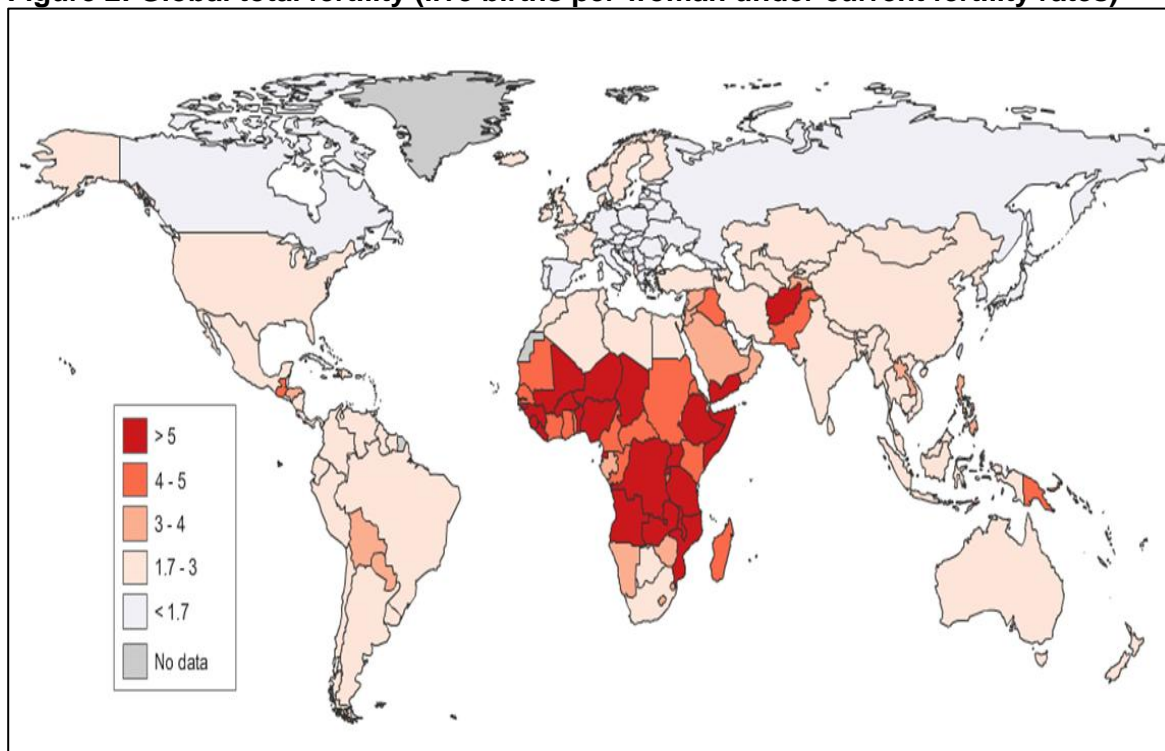 Figure 2: Global total fertility (live births per woman under current fertility rates)
> 5
4 - 5
3 - 4
1.7 - 3
< 1.7
No data